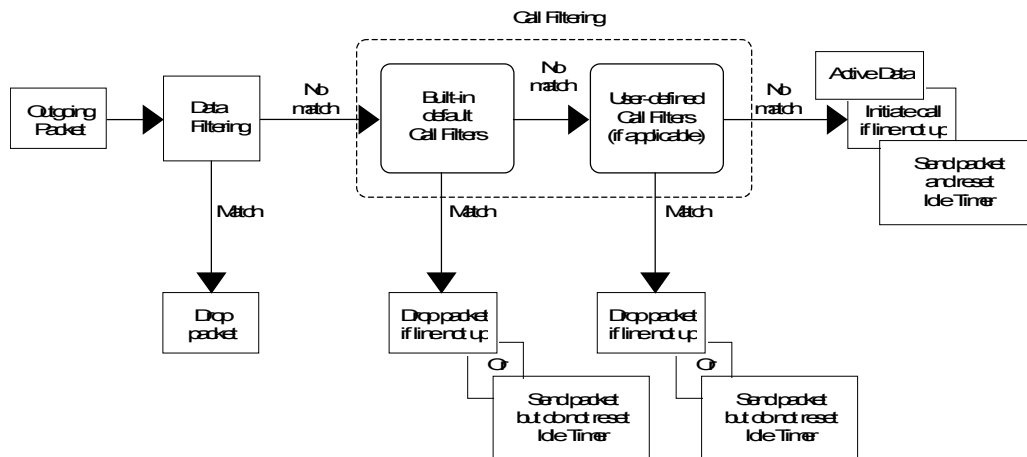 Call Filtering
Outgoing
Packet
Data
Filtering
No
match
Built-in
default
Call Filters
No
match
User-defined
Call Filters
(if applicable)
No
match
Active Data
Initiate call
if line not up
Send packet
and reset
Idle Timer
Match
Match
Match
Drop
packet
Drop packet
if line not up
Or
Send packet
but do not reset
Idle Timer
Drop packet
if line not up
Or
Send packet
but do not reset
Idle Timer